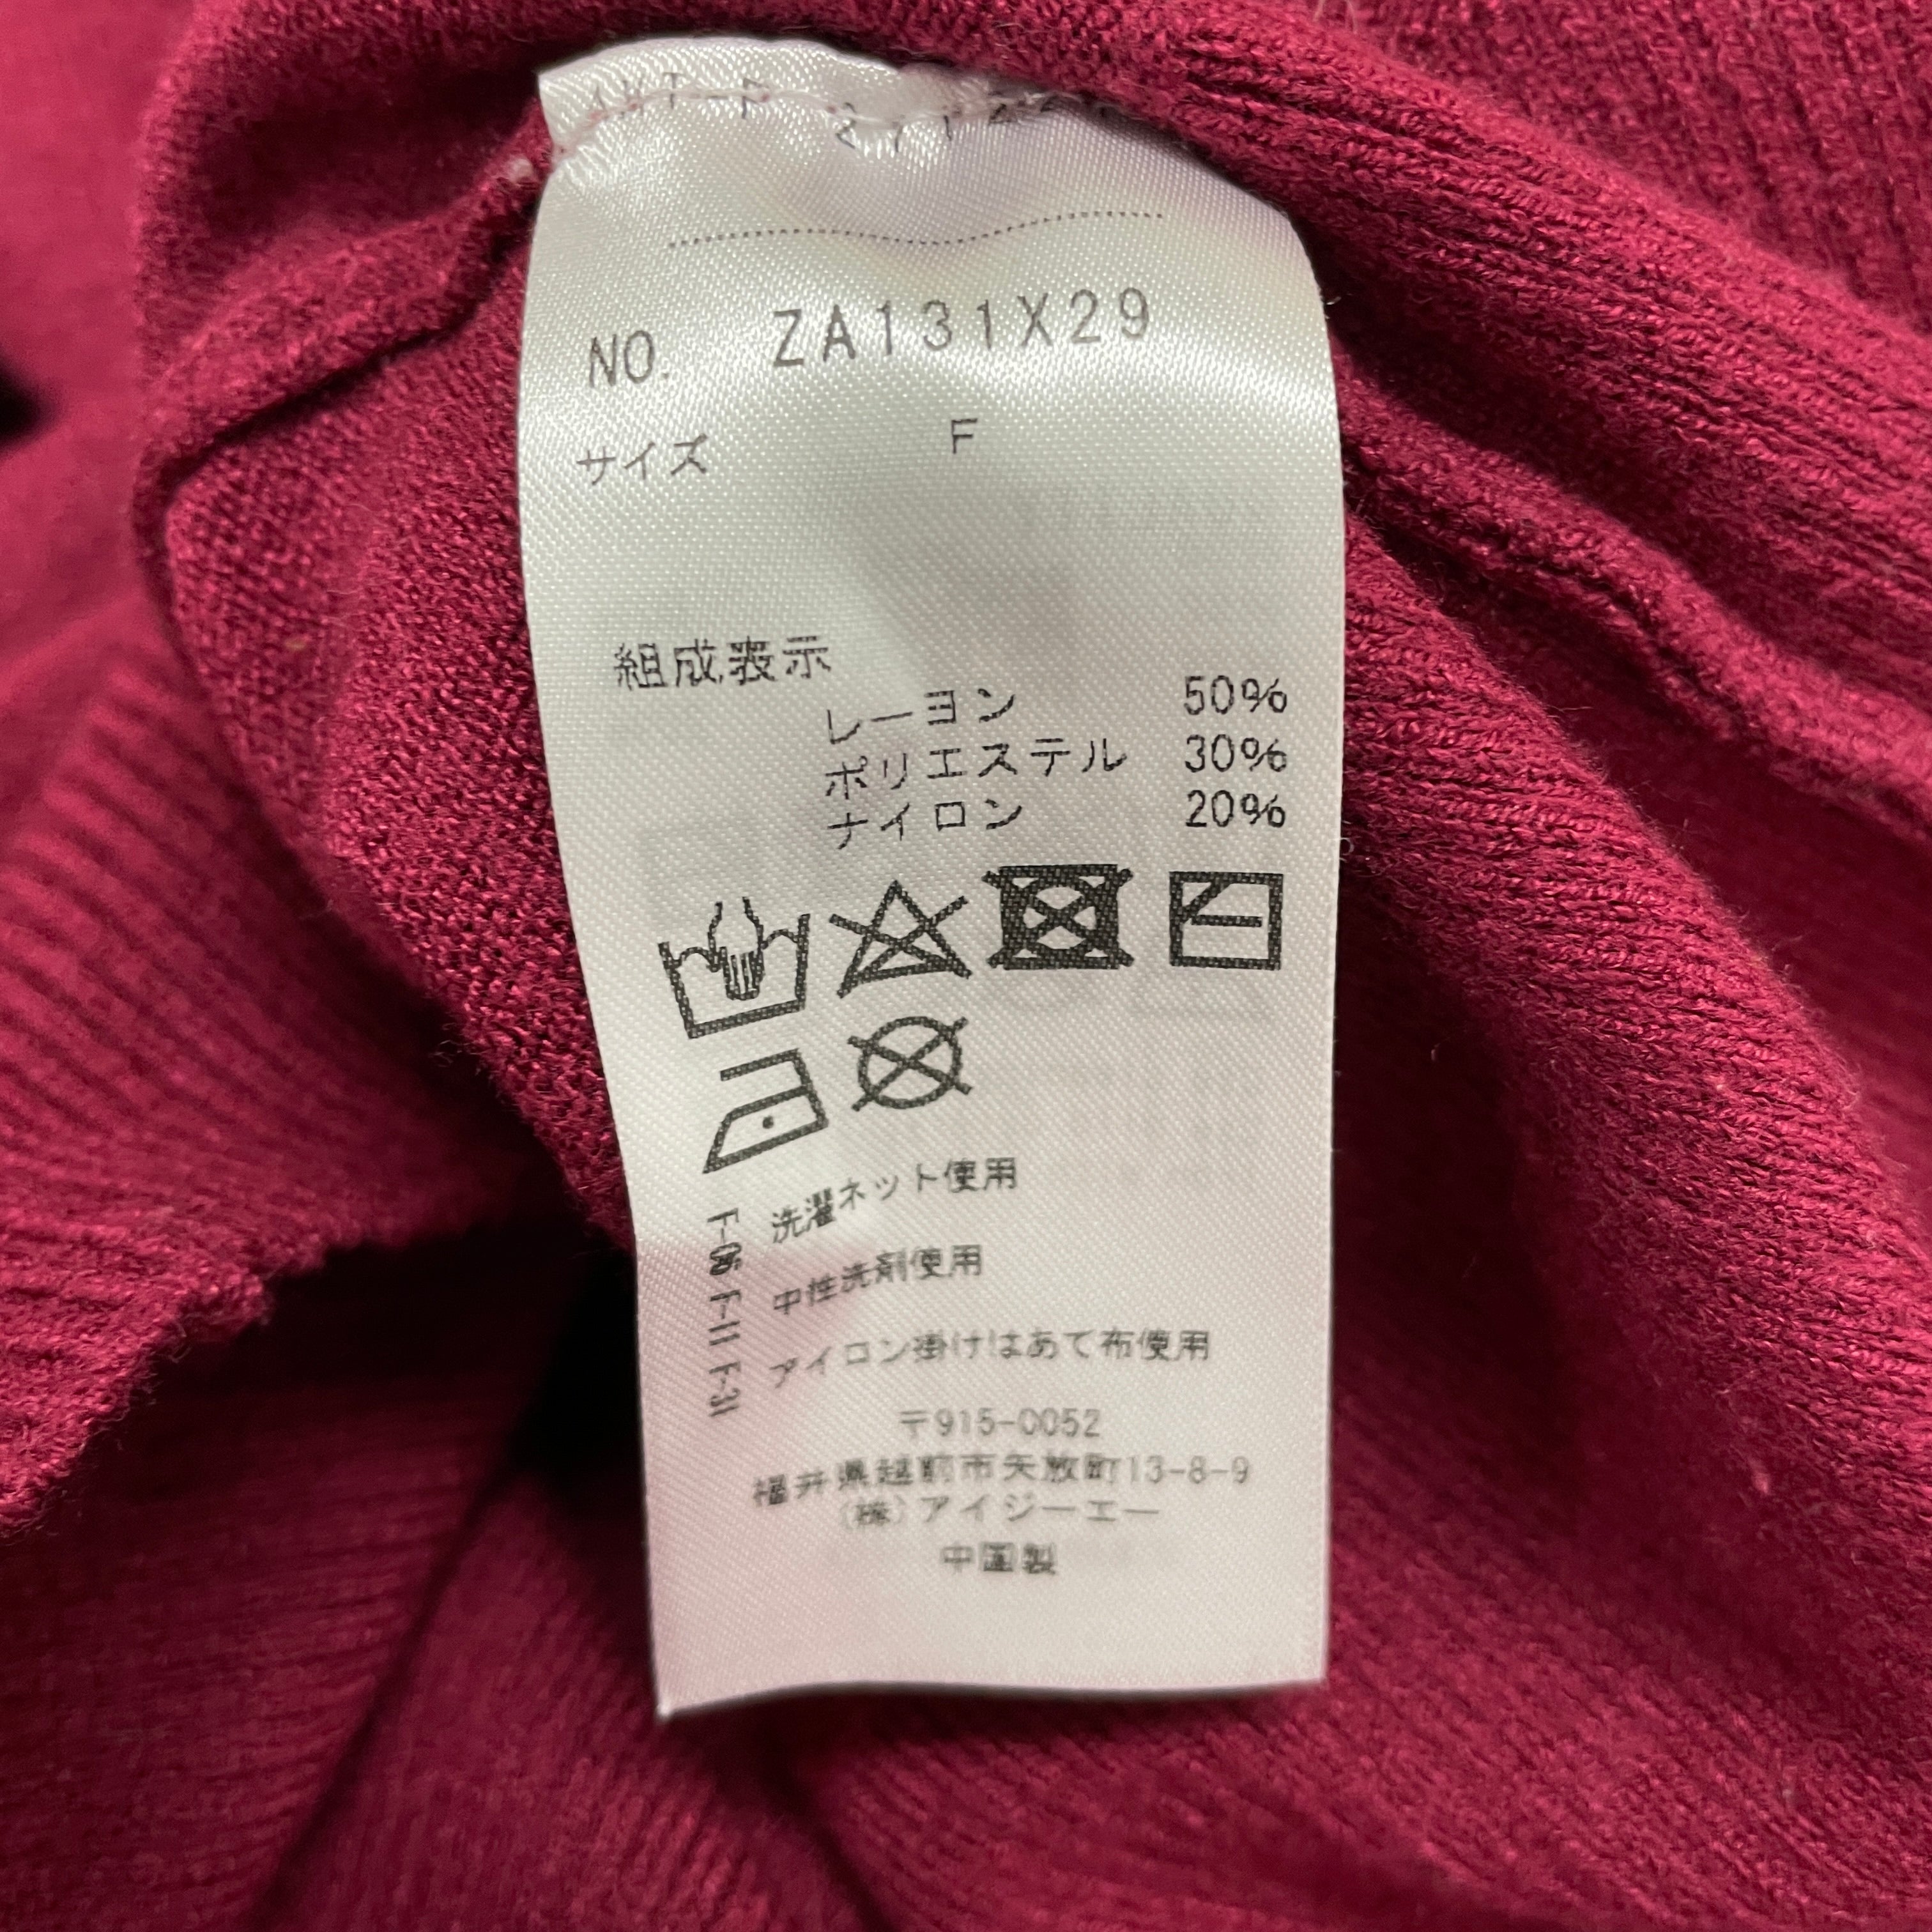 NO. ZA131X29
サイズ F
組成表示
レーヨン 50%
ポリエステル 30%
ナイロン 20%
洗濯ネット使用
中性洗剤使用
アイロン掛けはあて布使用
F-06 F-11 F-31
〒915-0052
福井県越前市矢放町13-8-9
(株)アイジーエー
中国製